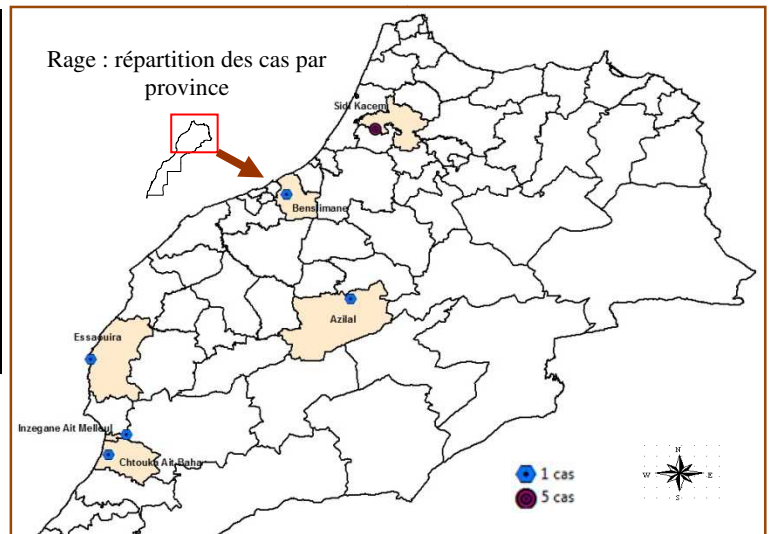 Rage : répartition des cas par
province
Sidi Kacem
Benslimane
Azilal
Essaouira
Inzegane Ait Melloul
Chtouka Ait Baha
1 cas
5 cas
N
W E
S